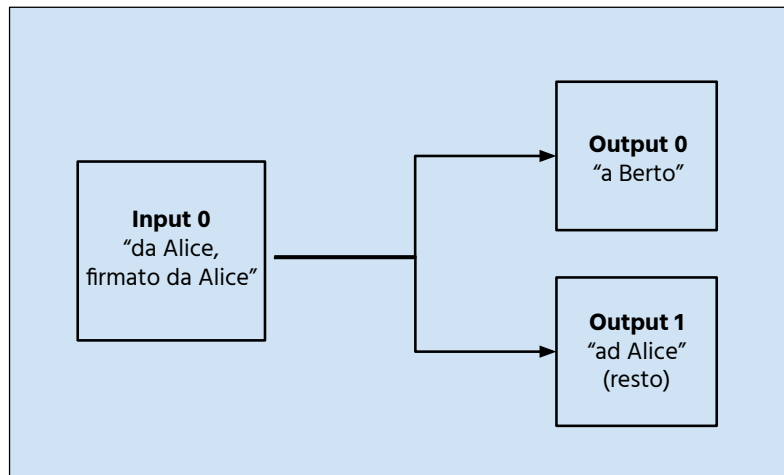 Input 0
“da Alice,
firmato da Alice”
Output 0
“a Berto”
Output 1
“ad Alice”
(resto)